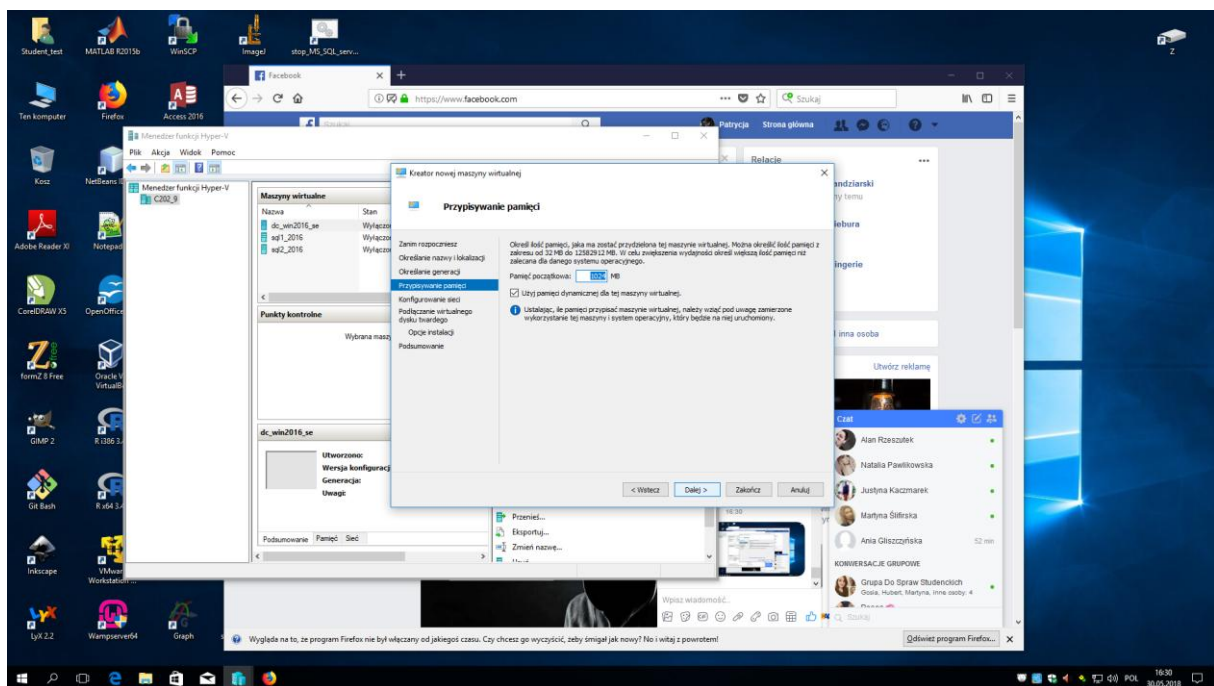 Student_test
MATLAB R2015b
WinSCP
ImageJ
stop_MS_SQL_serv...
Z
Ten komputer
Firefox
Access 2016
Kosz
Adobe Reader XI
CorelDRAW X5
formZ 8 Free
GIMP 2
Git Bash
Inkscape
VMware
Workstation ...
LyX 2.2
Wampserver64
Graph
Facebook
https://www.facebook.com
Szukaj
Patrycja
Strona główna
Relacje
Menedżer funkcji Hyper-V
Plik Akcja Widok Pomoc
Menedżer funkcji Hyper-V
C202_9
Maszyny wirtualne
Nazwa
Stan
dc_win2016_se
sql1_2016
sql2_2016
Punkty kontrolne
dc_win2016_se
Utworzono:
Generacja:
Uwagi:
Podsumowanie Pamięć Sieć
Przenieś...
Eksportuj...
Zmień nazwę...
Kreator nowej maszyny wirtualnej
Przypisywanie pamięci
Zanim rozpoczniesz
Określanie nazwy i lokalizacji
Określanie generacji
Przypisywanie pamięci
Konfigurowanie sieci
Podłączanie wirtualnego
dysku twardego
Opcje instalacji
Podsumowanie
Określ ilość pamięci, jaka ma zostać przydzielona tej maszynie wirtualnej. Można określić ilość pamięci z
zakresu od 32 MB do 12582912 MB. W celu zwiększenia wydajności określ większą ilość pamięci niż
zalecana dla danego systemu operacyjnego.
Pamięć początkowa: 1024 MB
Użyj pamięci dynamicznej dla tej maszyny wirtualnej.
Ustalając, ile pamięci przypisać maszynie wirtualnej, należy wziąć pod uwagę zamierzone
wykorzystanie tej maszyny i system operacyjny, który będzie na niej uruchomiony.
< Wstecz
Dalej >
Zakończ
Anuluj
inna osoba
Utwórz reklamę
Czat
Alan Rzeszutek
Natalia Pawlikowska
Justyna Kaczmarek
Martyna Ślifirska
Ania Gliszczyńska
52 min
KONWERSACJE GRUPOWE
Grupa Do Spraw Studenckich
Gosia, Hubert, Martyna, inne osoby: 4
Szukaj
16:30
Wpisz wiadomość...
Wygląda na to, że program Firefox nie był włączany od jakiegoś czasu. Czy chcesz go wyczyścić, żeby śmigał jak nowy? No i witaj z powrotem!
Odśwież program Firefox...
POL
16:30
30.05.2018